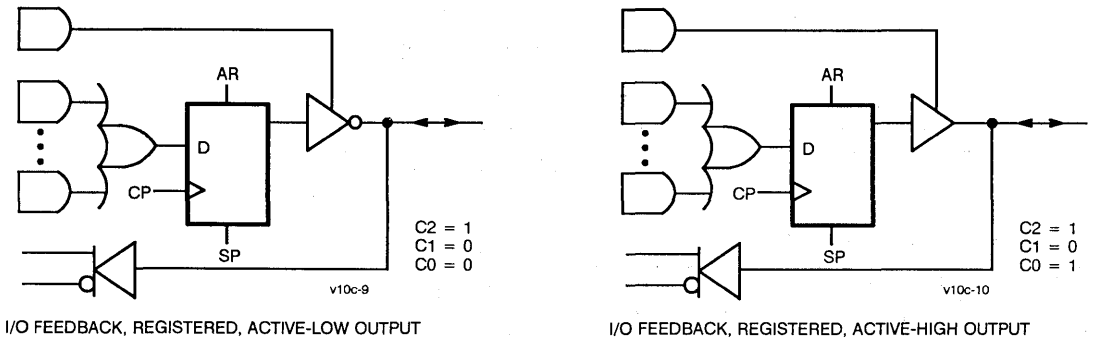 AR
D
CP
SP
C2 = 1
C1 = 0
C0 = 0
v10c-9
I/O FEEDBACK, REGISTERED, ACTIVE-LOW OUTPUT
AR
D
CP
SP
C2 = 1
C1 = 0
C0 = 1
v10c-10
I/O FEEDBACK, REGISTERED, ACTIVE-HIGH OUTPUT